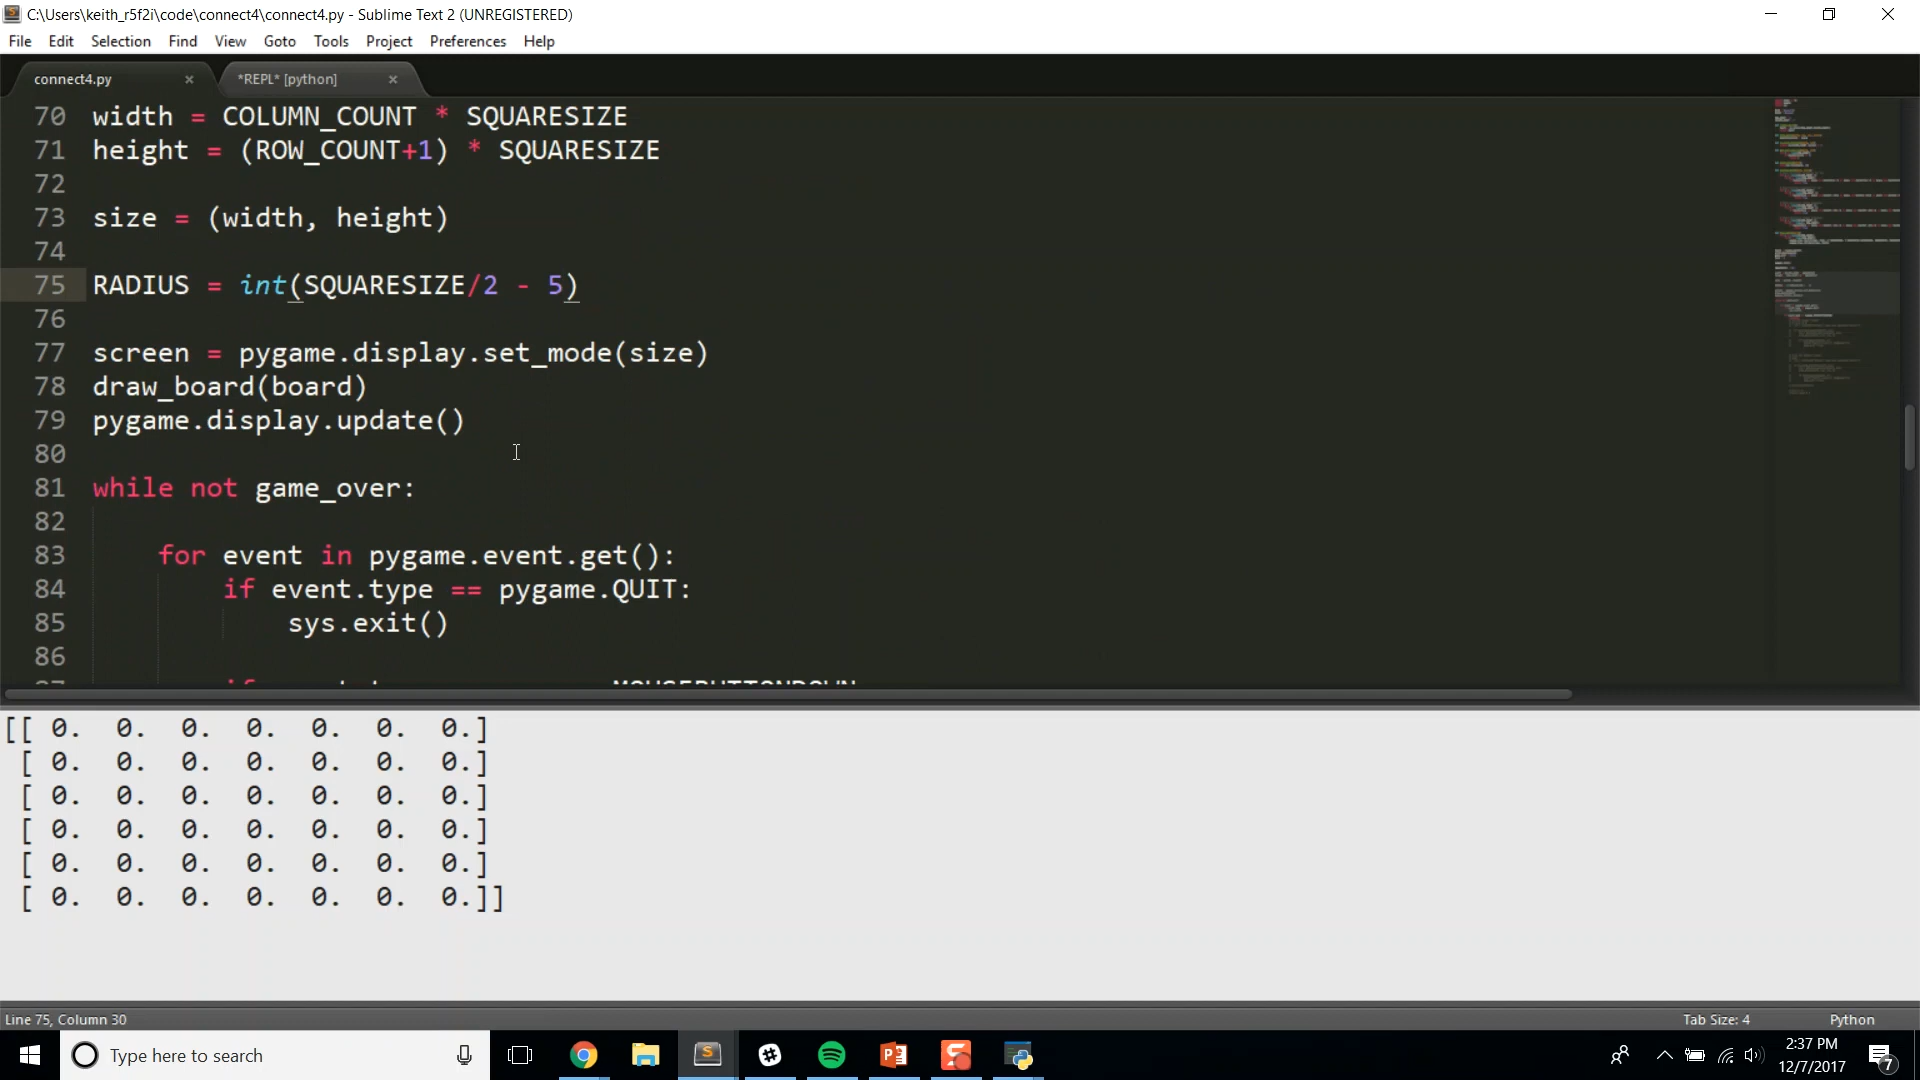 C:\Users\keith_r5f2i\code\connect4\connect4.py - Sublime Text 2 (UNREGISTERED)
File Edit Selection Find View Goto Tools Project Preferences Help
connect4.py × *REPL* [python] ×
70 width = COLUMN_COUNT * SQUARESIZE
71 height = (ROW_COUNT+1) * SQUARESIZE
72
73 size = (width, height)
74
75 RADIUS = int(SQUARESIZE/2 - 5)
76
77 screen = pygame.display.set_mode(size)
78 draw_board(board)
79 pygame.display.update()
80
81 while not game_over:
82
83 for event in pygame.event.get():
84 if event.type == pygame.QUIT:
85 sys.exit()
86
[[ 0. 0. 0. 0. 0. 0. 0.]
[ 0. 0. 0. 0. 0. 0. 0.]
[ 0. 0. 0. 0. 0. 0. 0.]
[ 0. 0. 0. 0. 0. 0. 0.]
[ 0. 0. 0. 0. 0. 0. 0.]
[ 0. 0. 0. 0. 0. 0. 0.]]
Line 75, Column 30 Tab Size: 4 Python
Type here to search
2:37 PM
12/7/2017
7